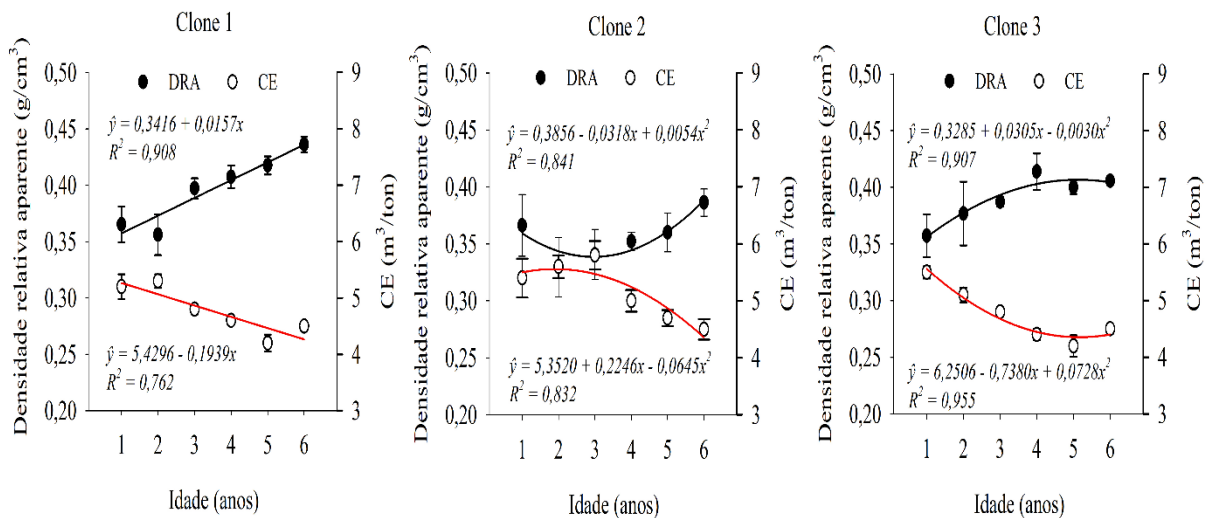 Clone 1
Densidade relativa aparente (g/cm³)
0,50
0,45
0,40
0,35
0,30
0,25
0,20
DRA
CE
ŷ = 0,3416 + 0,0157x
R² = 0,908
ŷ = 5,4296 - 0,1939x
R² = 0,762
9
8
7
6
5
4
3
CE (m³/ton)
1 2 3 4 5 6
Idade (anos)
Clone 2
Densidade relativa aparente (g/cm³)
0,50
0,45
0,40
0,35
0,30
0,25
0,20
DRA
CE
ŷ = 0,3856 - 0,0318x + 0,0054x²
R² = 0,841
ŷ = 5,3520 + 0,2246x - 0,0645x²
R² = 0,832
9
8
7
6
5
4
3
CE (m³/ton)
1 2 3 4 5 6
Idade (anos)
Clone 3
Densidade relativa aparente (g/cm³)
0,50
0,45
0,40
0,35
0,30
0,25
0,20
DRA
CE
ŷ = 0,3285 + 0,0305x - 0,0030x²
R² = 0,907
ŷ = 6,2506 - 0,7380x + 0,0728x²
R² = 0,955
9
8
7
6
5
4
3
CE (m³/ton)
1 2 3 4 5 6
Idade (anos)